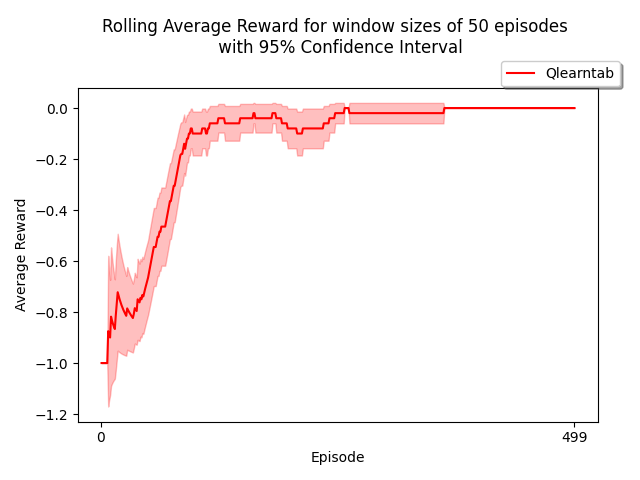 Rolling Average Reward for window sizes of 50 episodes
with 95% Confidence Interval
Qlearntab
0.0
−0.2
−0.4
−0.6
−0.8
−1.0
−1.2
Average Reward
0
499
Episode